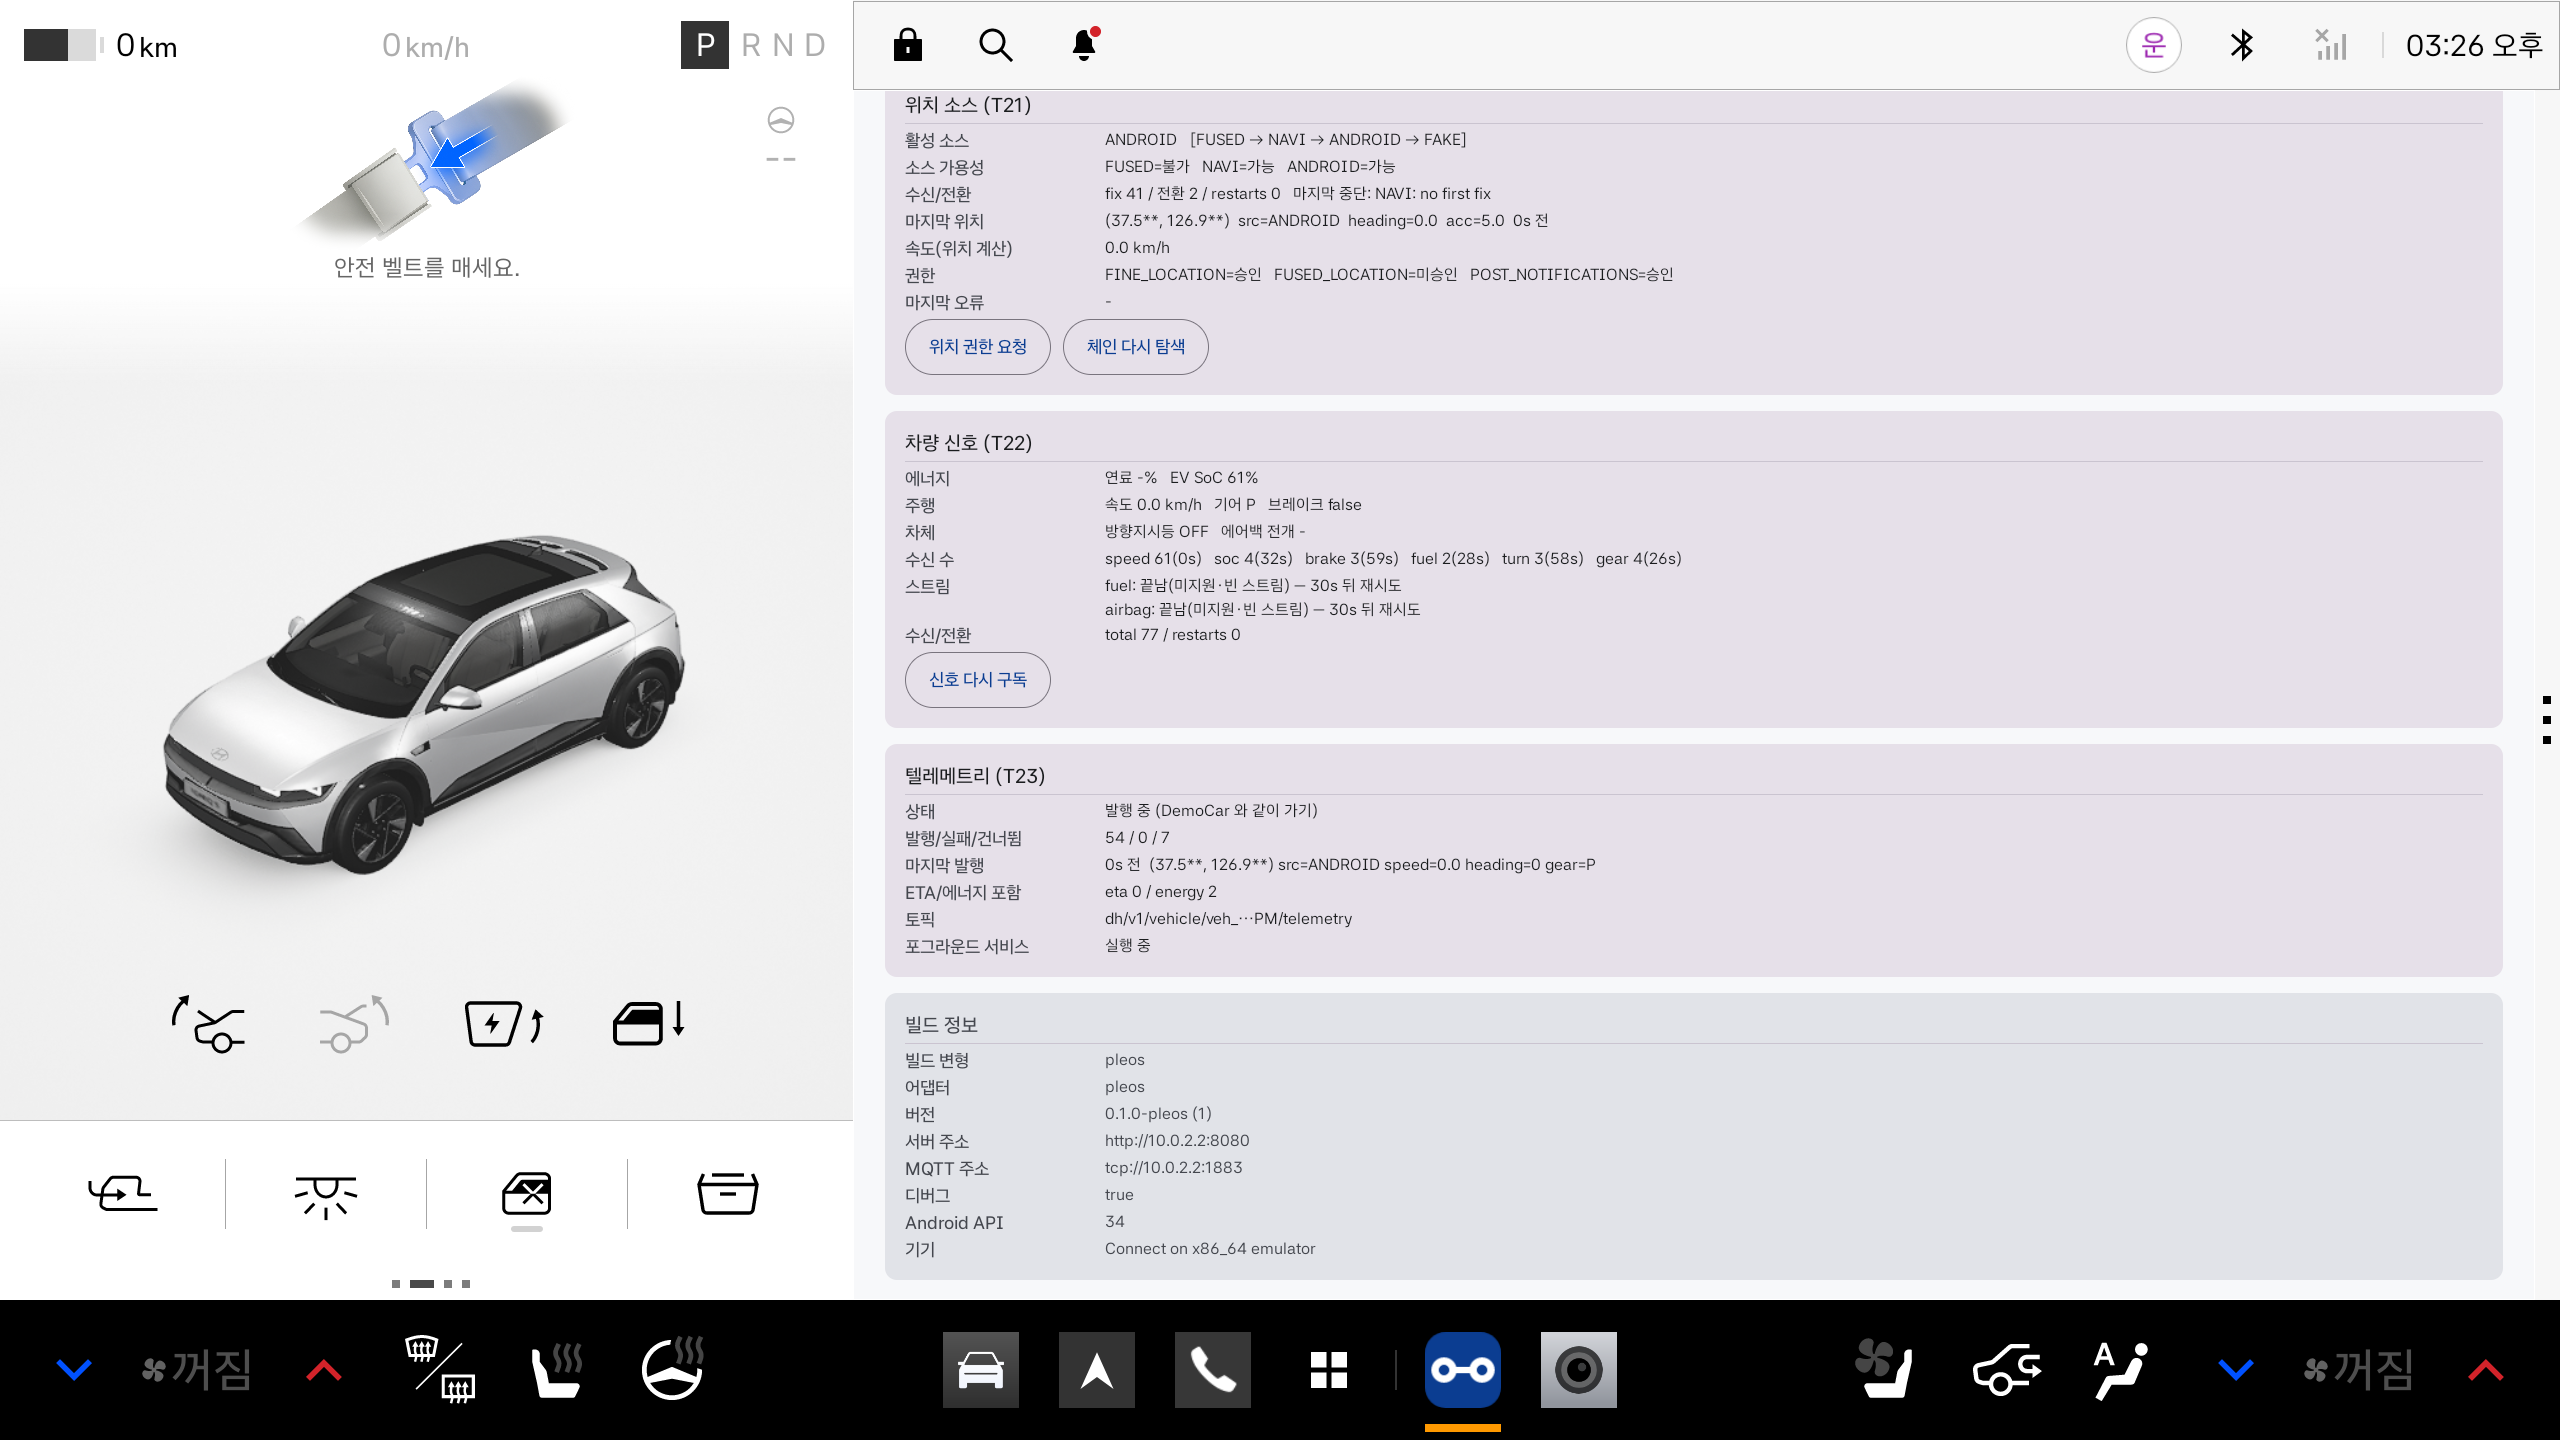 0 km
0 km/h
P R N D
운
03:26 오후
안전 벨트를 매세요.
위치 소스 (T21)
활성 소스 ANDROID [FUSED → NAVI → ANDROID → FAKE]
소스 가용성 FUSED=불가 NAVI=가능 ANDROID=가능
수신/전환 fix 41 / 전환 2 / restarts 0 마지막 중단: NAVI: no first fix
마지막 위치 (37.5**, 126.9**) src=ANDROID heading=0.0 acc=5.0 0s 전
속도(위치 계산) 0.0 km/h
권한 FINE_LOCATION=승인 FUSED_LOCATION=미승인 POST_NOTIFICATIONS=승인
마지막 오류 -
위치 권한 요청 체인 다시 탐색
차량 신호 (T22)
에너지 연료 -% EV SoC 61%
주행 속도 0.0 km/h 기어 P 브레이크 false
차체 방향지시등 OFF 에어백 전개 -
수신 수 speed 61(0s) soc 4(32s) brake 3(59s) fuel 2(28s) turn 3(58s) gear 4(26s)
스트림 fuel: 끝남(미지원·빈 스트림) — 30s 뒤 재시도
airbag: 끝남(미지원·빈 스트림) — 30s 뒤 재시도
수신/전환 total 77 / restarts 0
신호 다시 구독
텔레메트리 (T23)
상태 발행 중 (DemoCar 와 같이 가기)
발행/실패/건너뜀 54 / 0 / 7
마지막 발행 0s 전 (37.5**, 126.9**) src=ANDROID speed=0.0 heading=0 gear=P
ETA/에너지 포함 eta 0 / energy 2
토픽 dh/v1/vehicle/veh_…PM/telemetry
포그라운드 서비스 실행 중
빌드 정보
빌드 변형 pleos
어댑터 pleos
버전 0.1.0-pleos (1)
서버 주소 http://10.0.2.2:8080
MQTT 주소 tcp://10.0.2.2:1883
디버그 true
Android API 34
기기 Connect on x86_64 emulator
꺼짐
A
꺼짐